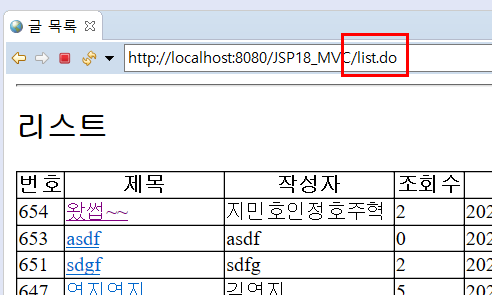 글 목록
http://localhost:8080/JSP18_MVC/list.do
리스트
번호 제목 작성자 조회수
654 왔썹~~ 지민호인정호주혁 2 202
653 asdf asdf 0 202
651 sdgf sdfg 2 202
647 여지여지 김여지 5 202